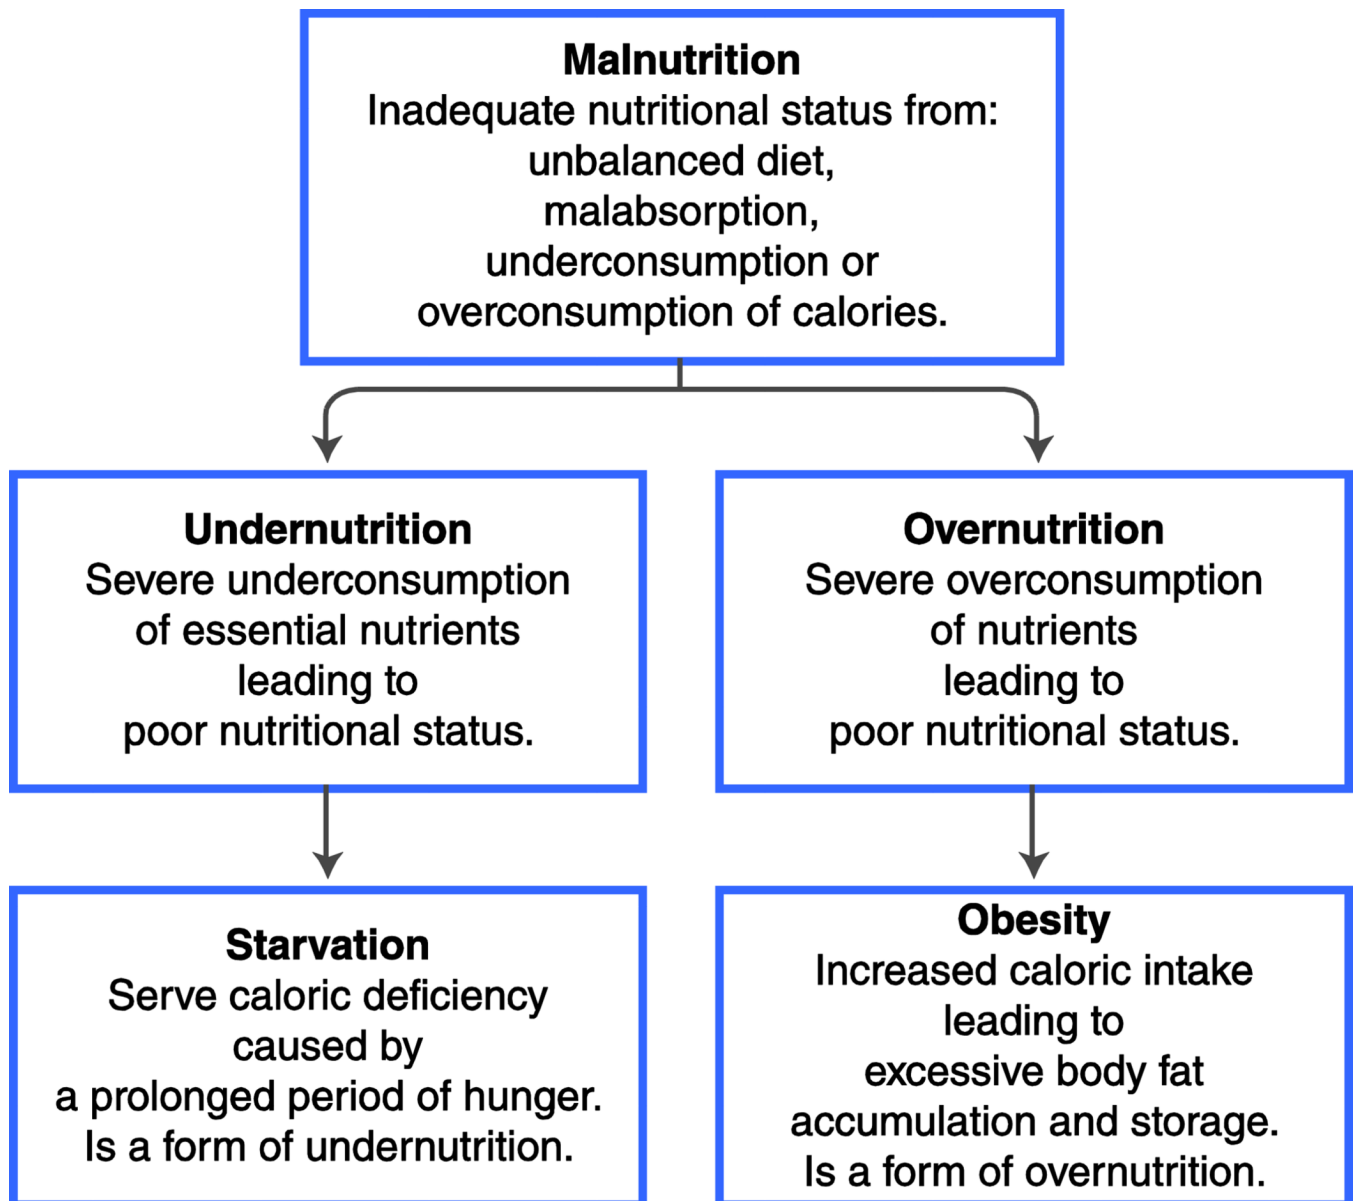 Malnutrition
Inadequate nutritional status from:
unbalanced diet,
malabsorption,
underconsumption or
overconsumption of calories.
Undernutrition
Severe underconsumption
of essential nutrients
leading to
poor nutritional status.
Overnutrition
Severe overconsumption
of nutrients
leading to
poor nutritional status.
Starvation
Serve caloric deficiency
caused by
a prolonged period of hunger.
Is a form of undernutrition.
Obesity
Increased caloric intake
leading to
excessive body fat
accumulation and storage.
Is a form of overnutrition.